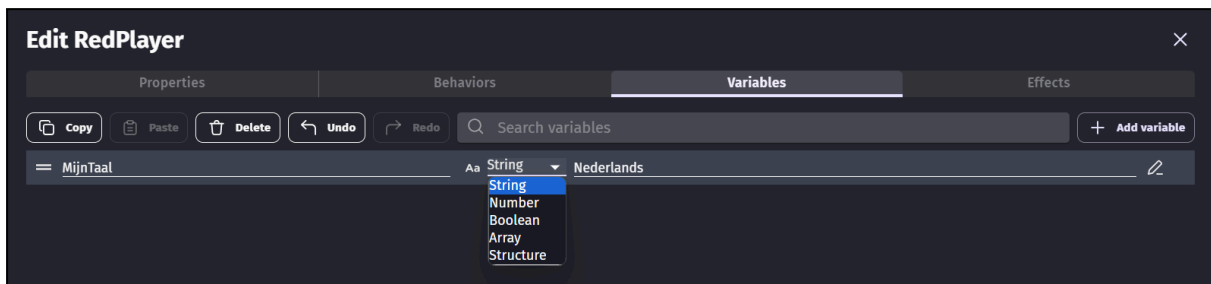 Edit RedPlayer
Properties Behaviors Variables Effects
Copy Paste Delete Undo Redo Search variables Add variable
MijnTaal Aa String Nederlands
String
Number
Boolean
Array
Structure